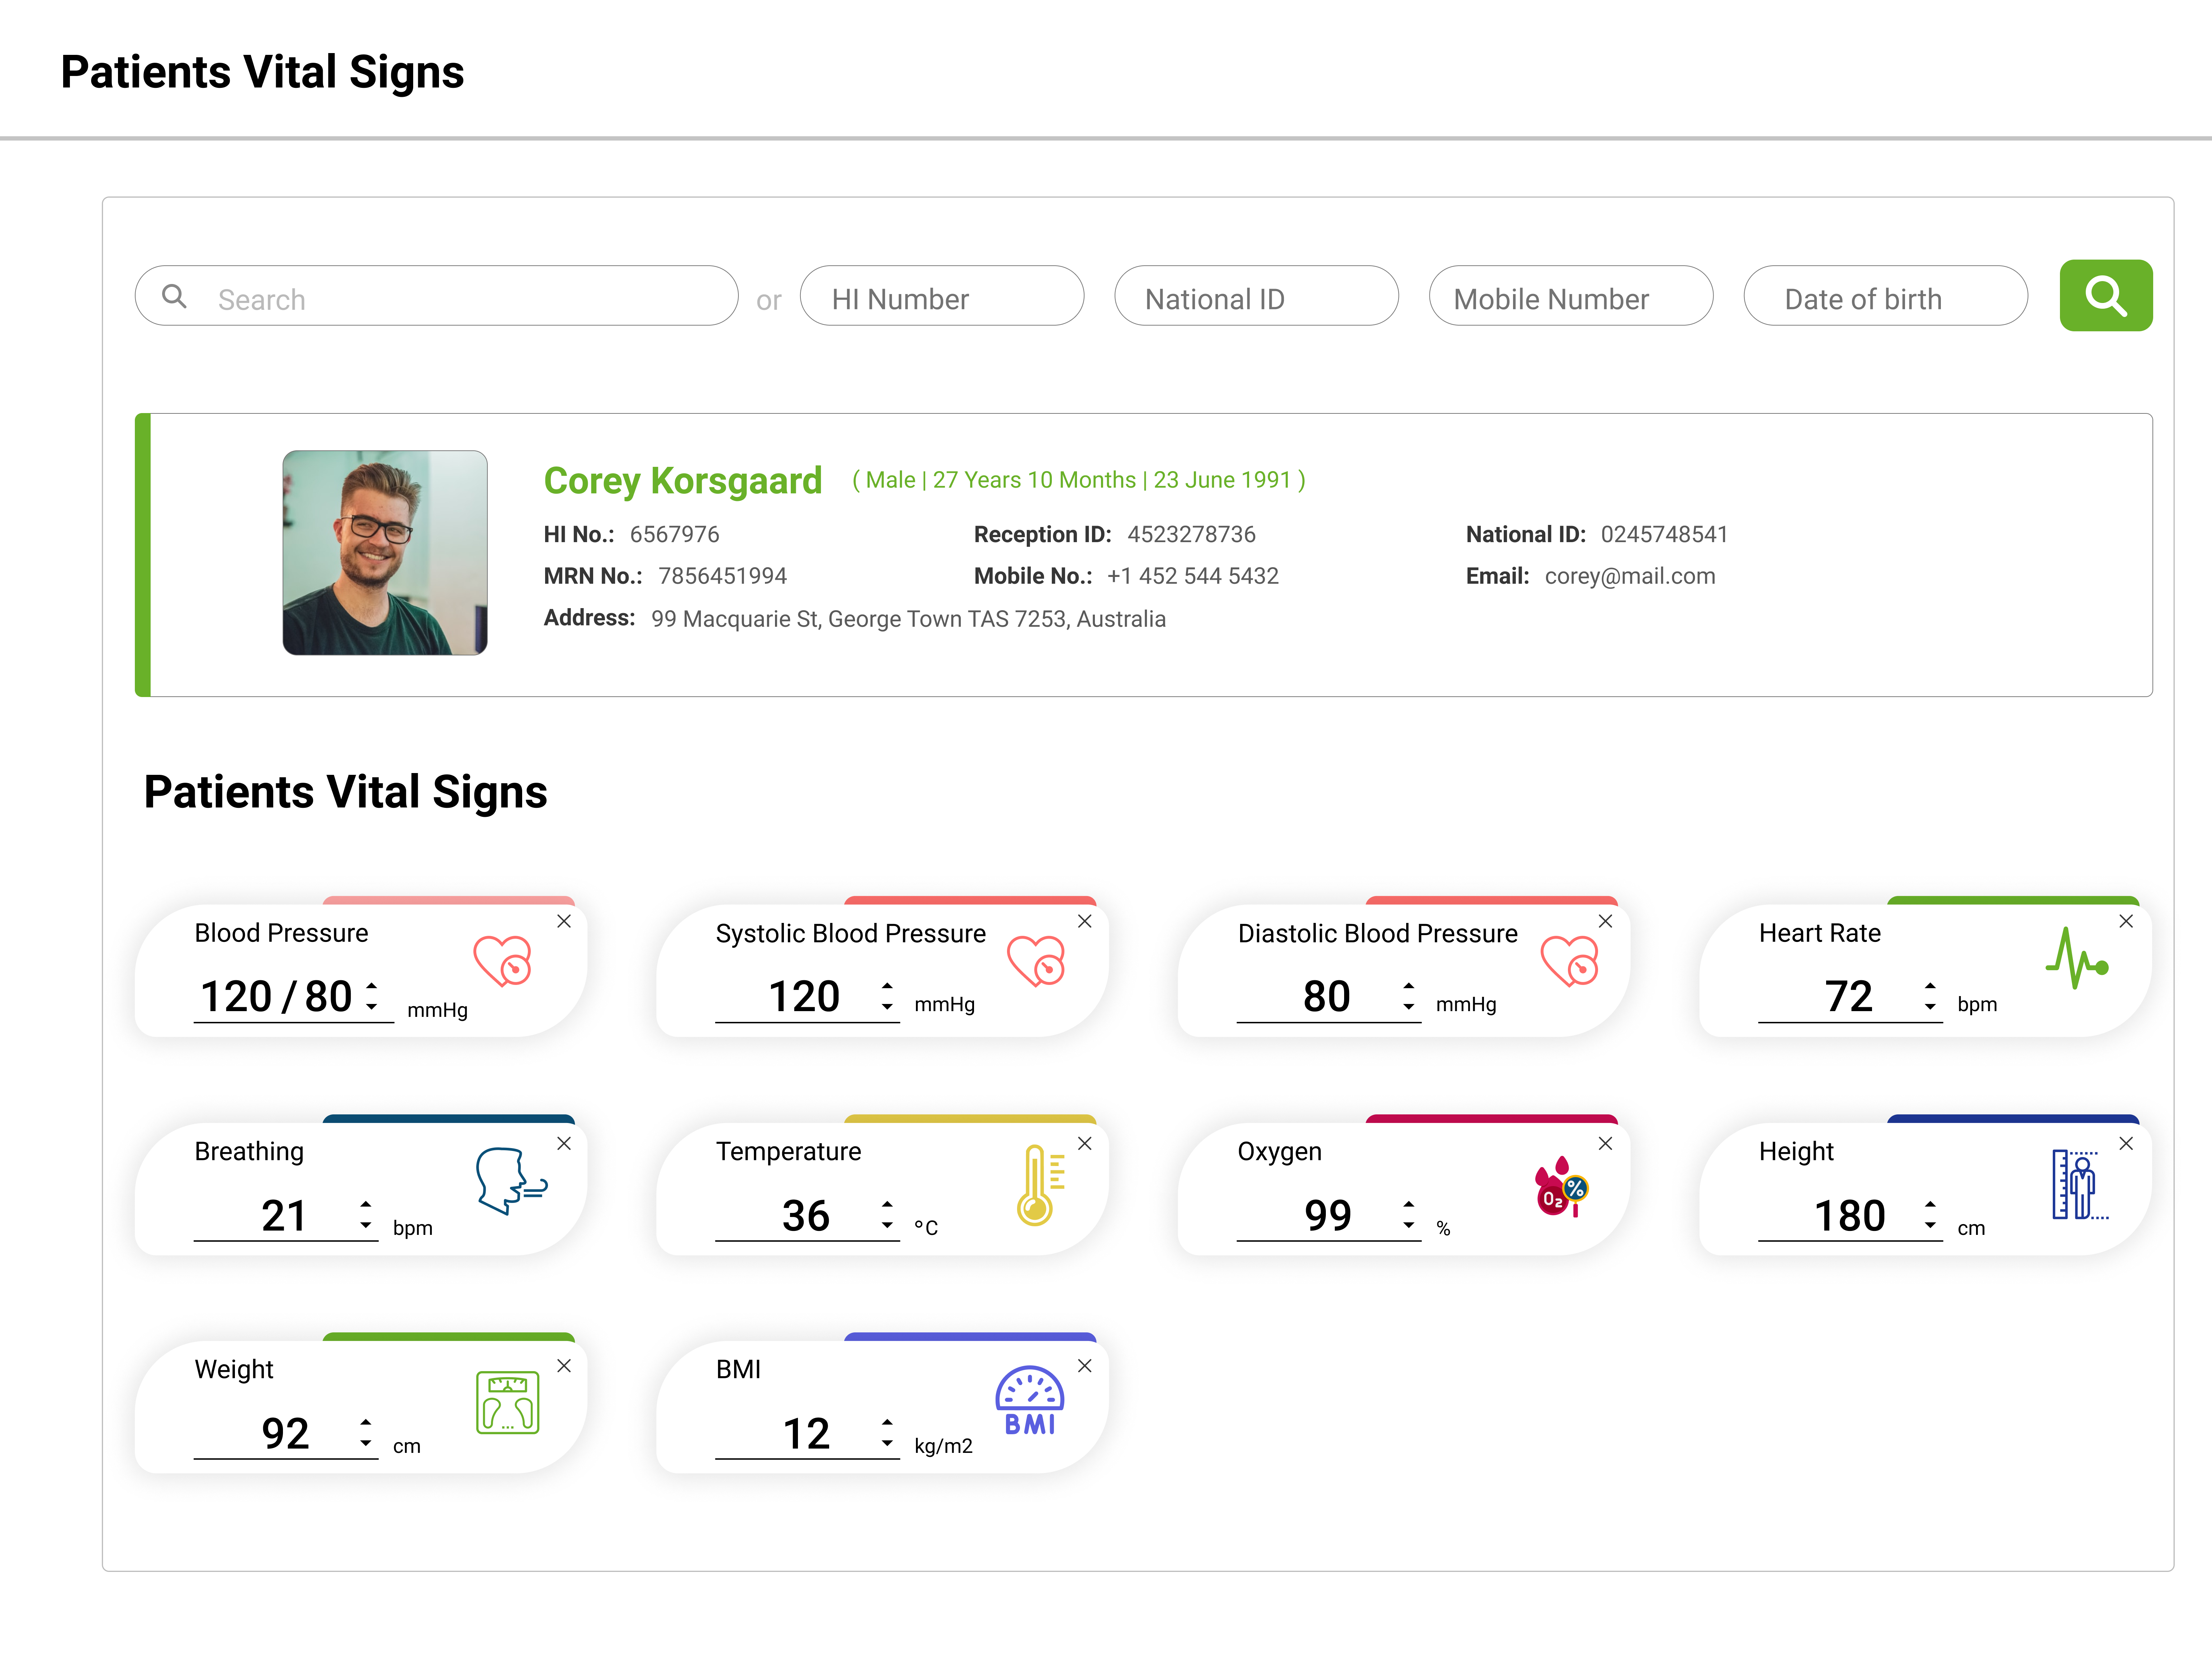 Patients Vital Signs
Search or HI Number National ID Mobile Number Date of birth
Corey Korsgaard ( Male | 27 Years 10 Months | 23 June 1991 )
HI No.: 6567976 Reception ID: 4523278736 National ID: 0245748541
MRN No.: 7856451994 Mobile No.: +1 452 544 5432 Email: corey@mail.com
Address: 99 Macquarie St, George Town TAS 7253, Australia
Patients Vital Signs
Blood Pressure
120 / 80 mmHg
Systolic Blood Pressure
120 mmHg
Diastolic Blood Pressure
80 mmHg
Heart Rate
72 bpm
Breathing
21 bpm
Temperature
36 °C
Oxygen
99 %
O2 %
Height
180 cm
Weight
92 cm
BMI
12 kg/m2
BMI